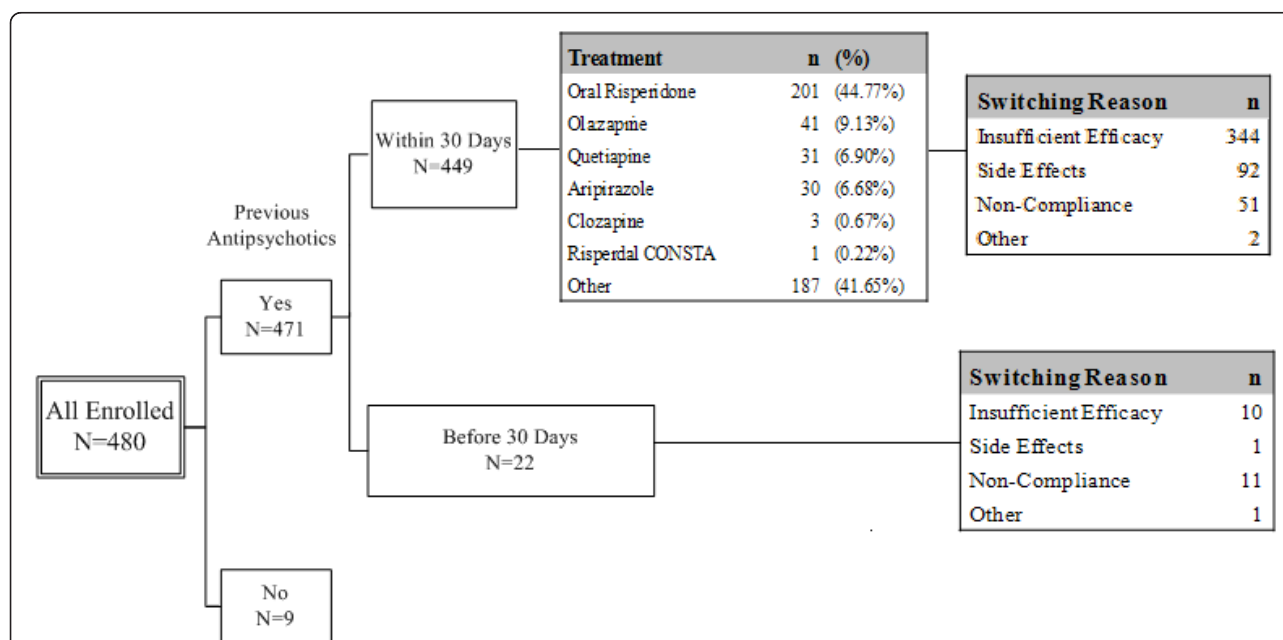 Treatment n (%)
Oral Risperidone 201 (44.77%)
Olazapine 41 (9.13%)
Quetiapine 31 (6.90%)
Aripirazole 30 (6.68%)
Clozapine 3 (0.67%)
Risperdal CONSTA 1 (0.22%)
Other 187 (41.65%)
Switching Reason n
Insufficient Efficacy 344
Side Effects 92
Non-Compliance 51
Other 2
Within 30 Days
N=449
Previous
Antipsychotics
Yes
N=471
All Enrolled
N=480
Before 30 Days
N=22
Switching Reason n
Insufficient Efficacy 10
Side Effects 1
Non-Compliance 11
Other 1
No
N=9